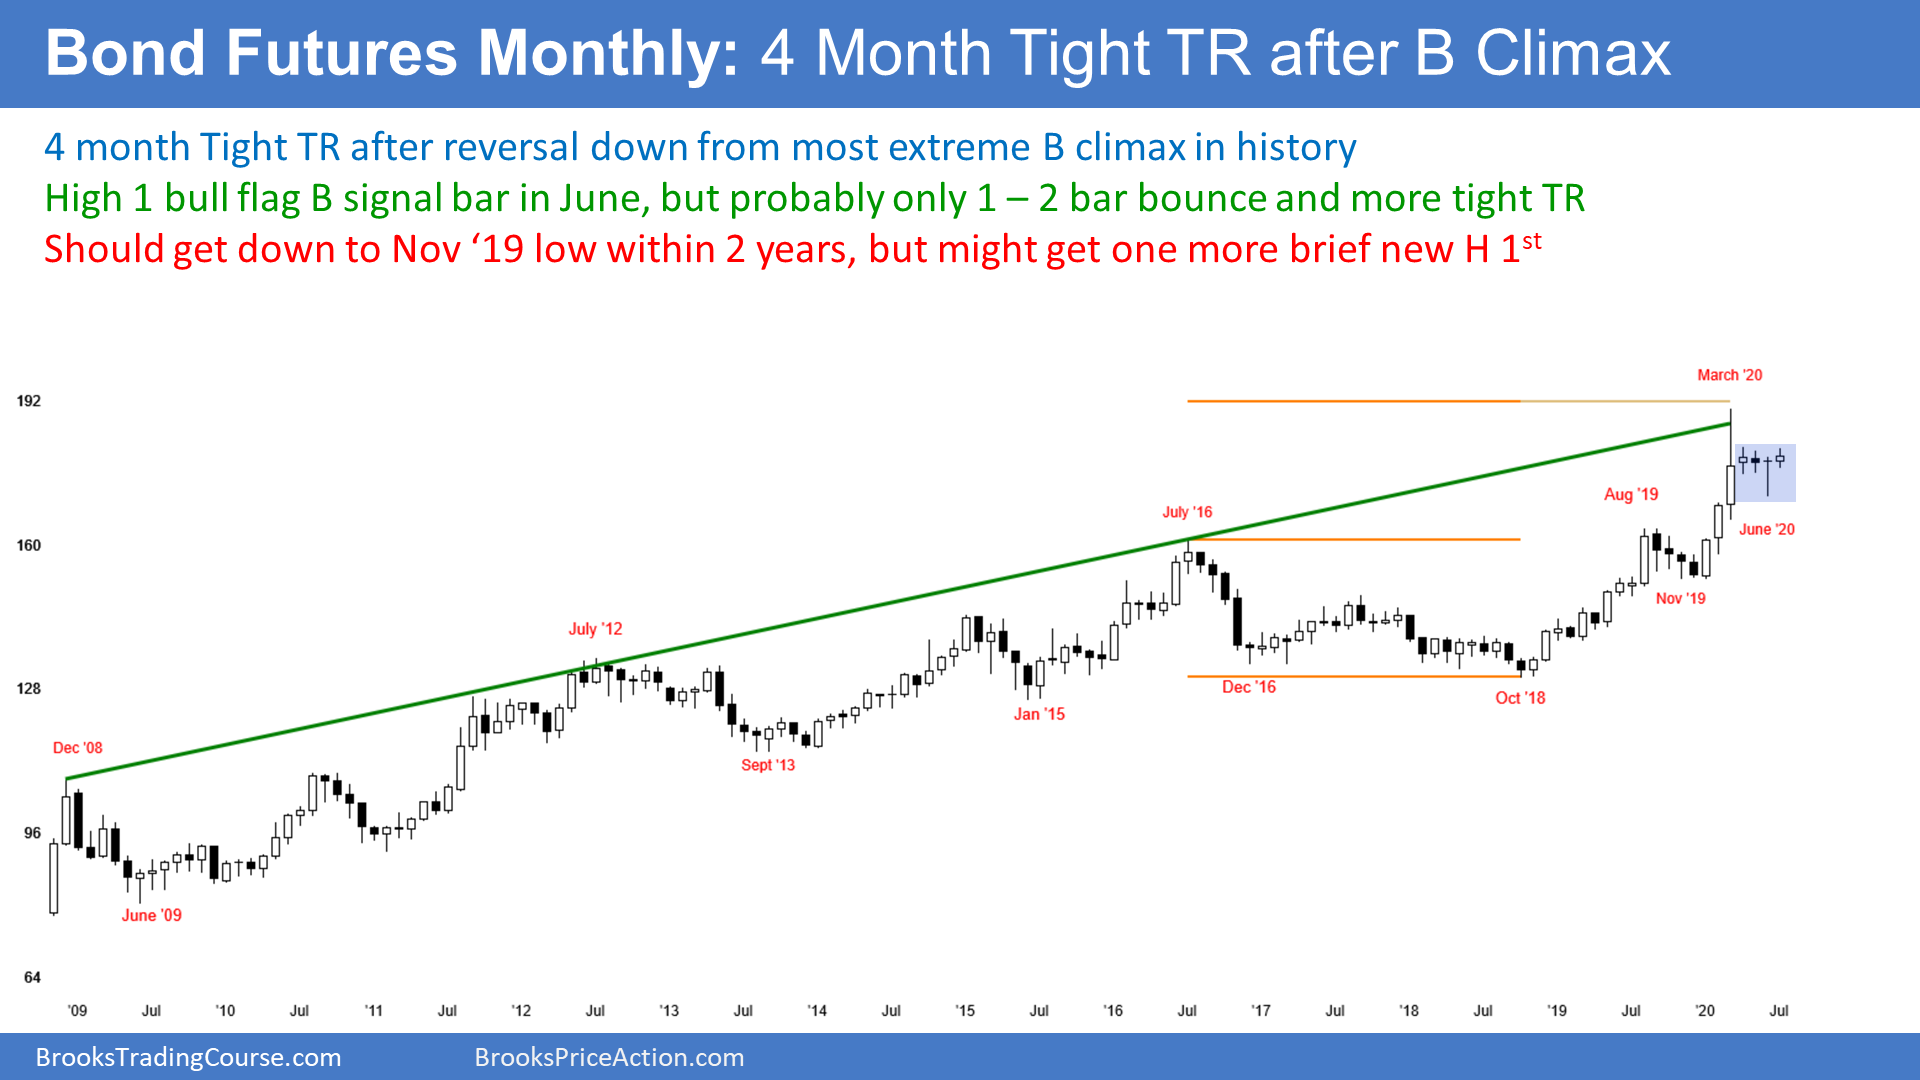 Bond Futures Monthly: 4 Month Tight TR after B Climax
4 month Tight TR after reversal down from most extreme B climax in history
High 1 bull flag B signal bar in June, but probably only 1 – 2 bar bounce and more tight TR
Should get down to Nov ‘19 low within 2 years, but might get one more brief new H 1st
March '20
192
Aug '19
July '16
June '20
160
Nov '19
July '12
128
Dec '16
Oct '18
Jan '15
Dec '08
Sept '13
96
June '09
64
'09 Jul '10 Jul '11 Jul '12 Jul '13 Jul '14 Jul '15 Jul '16 Jul '17 Jul '18 Jul '19 Jul '20 Jul
BrooksTradingCourse.com BrooksPriceAction.com